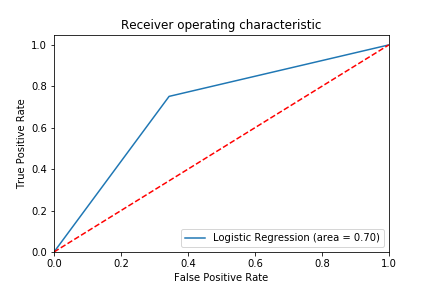 Receiver operating characteristic
True Positive Rate
1.0
0.8
0.6
0.4
0.2
0.0
Logistic Regression (area = 0.70)
0.0 0.2 0.4 0.6 0.8 1.0
False Positive Rate